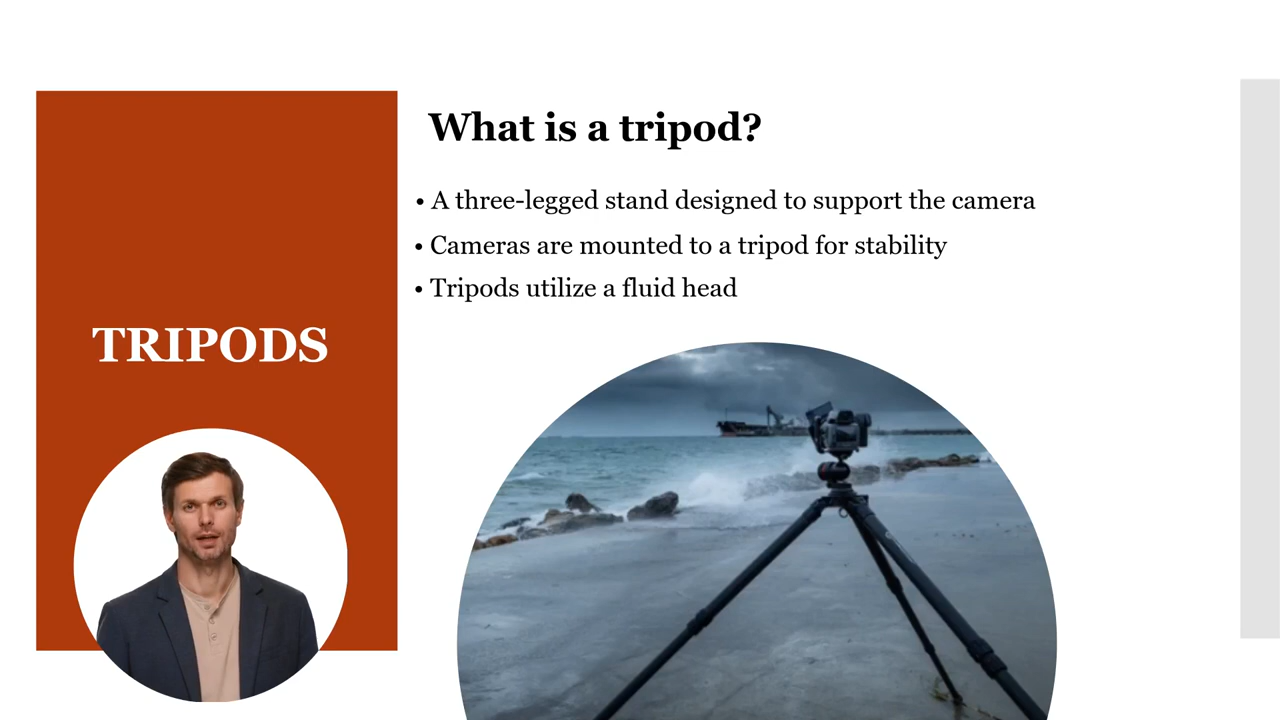 What is a tripod?
• A three-legged stand designed to support the camera
• Cameras are mounted to a tripod for stability
• Tripods utilize a fluid head
TRIPODS